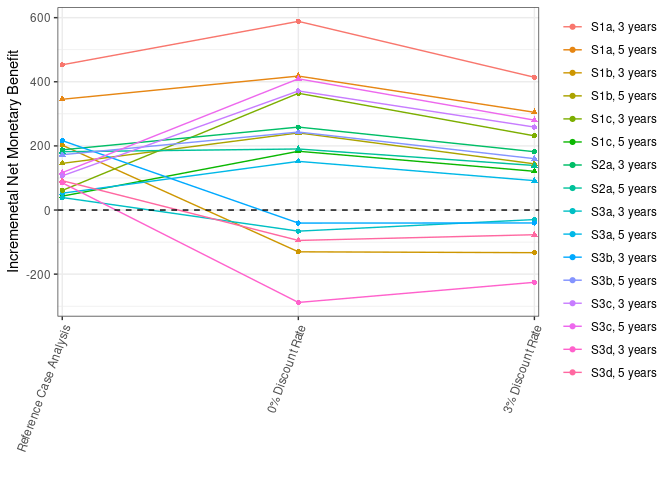 Incremenetal Net Monetary Benefit
600
400
200
0
-200
Reference Case Analysis
0% Discount Rate
3% Discount Rate
S1a, 3 years
S1a, 5 years
S1b, 3 years
S1b, 5 years
S1c, 3 years
S1c, 5 years
S2a, 3 years
S2a, 5 years
S3a, 3 years
S3a, 5 years
S3b, 3 years
S3b, 5 years
S3c, 3 years
S3c, 5 years
S3d, 3 years
S3d, 5 years